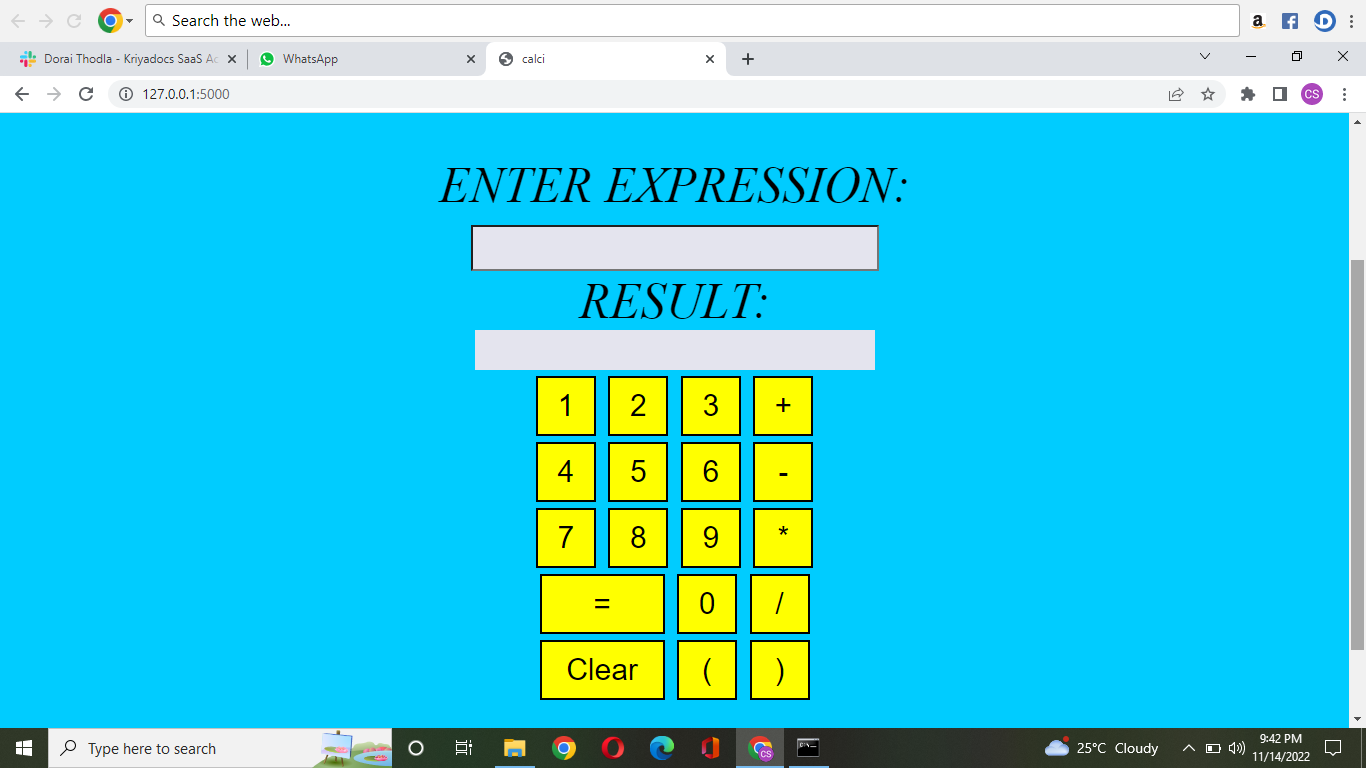 Search the web...
Dorai Thodla - Kriyadocs SaaS Ac
WhatsApp
calci
127.0.0.1:5000
CS
ENTER EXPRESSION:
RESULT:
1 2 3 +
4 5 6 -
7 8 9 *
= 0 /
Clear ( )
Type here to search
CS
25°C Cloudy
9:42 PM
11/14/2022